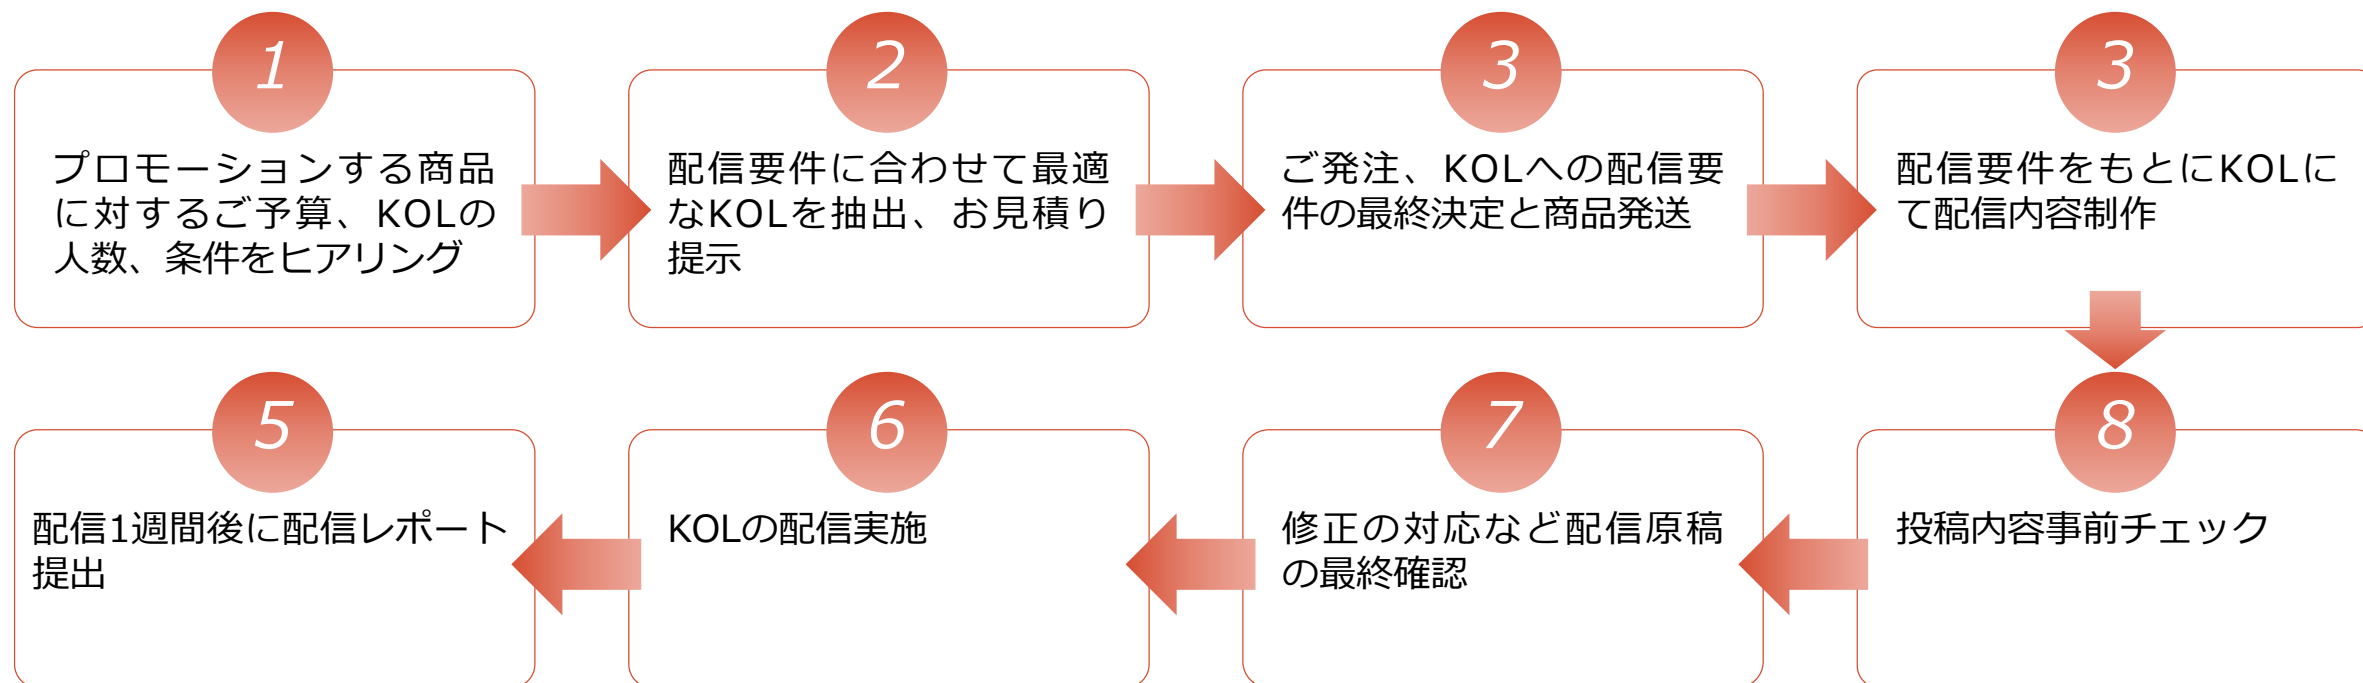 1
プロモーションする商品
に対するご予算、KOLの
人数、条件をヒアリング
2
配信要件に合わせて最適
なKOLを抽出、お見積り
提示
3
ご発注、KOLへの配信要
件の最終決定と商品発送
3
配信要件をもとにKOLに
て配信内容制作
5
配信1週間後に配信レポート
提出
6
KOLの配信実施
7
修正の対応など配信原稿
の最終確認
8
投稿内容事前チェック